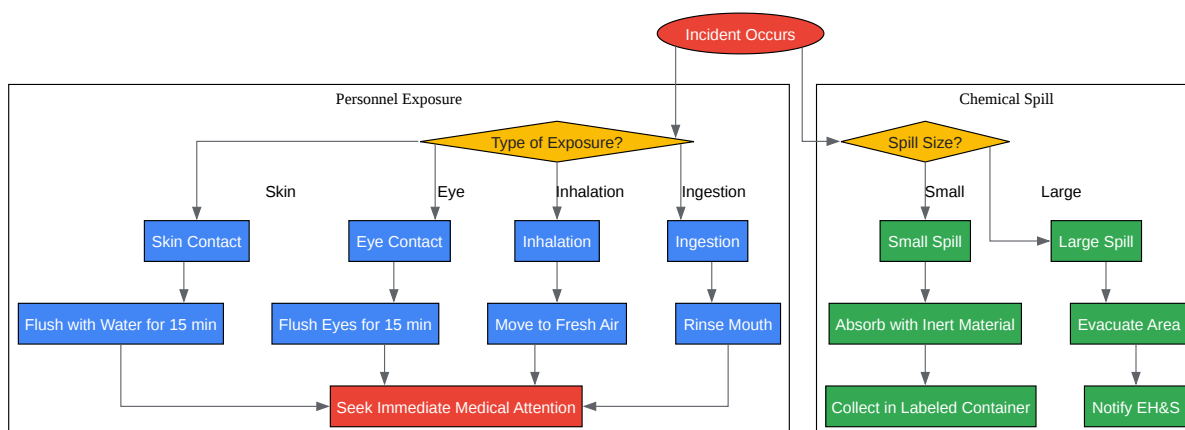 Incident Occurs
Personnel Exposure
Chemical Spill
Type of Exposure?
Spill Size?
Skin
Eye
Inhalation
Ingestion
Small
Large
Skin Contact
Eye Contact
Inhalation
Ingestion
Small Spill
Large Spill
Flush with Water for 15 min
Flush Eyes for 15 min
Move to Fresh Air
Rinse Mouth
Absorb with Inert Material
Evacuate Area
Seek Immediate Medical Attention
Collect in Labeled Container
Notify EH&S